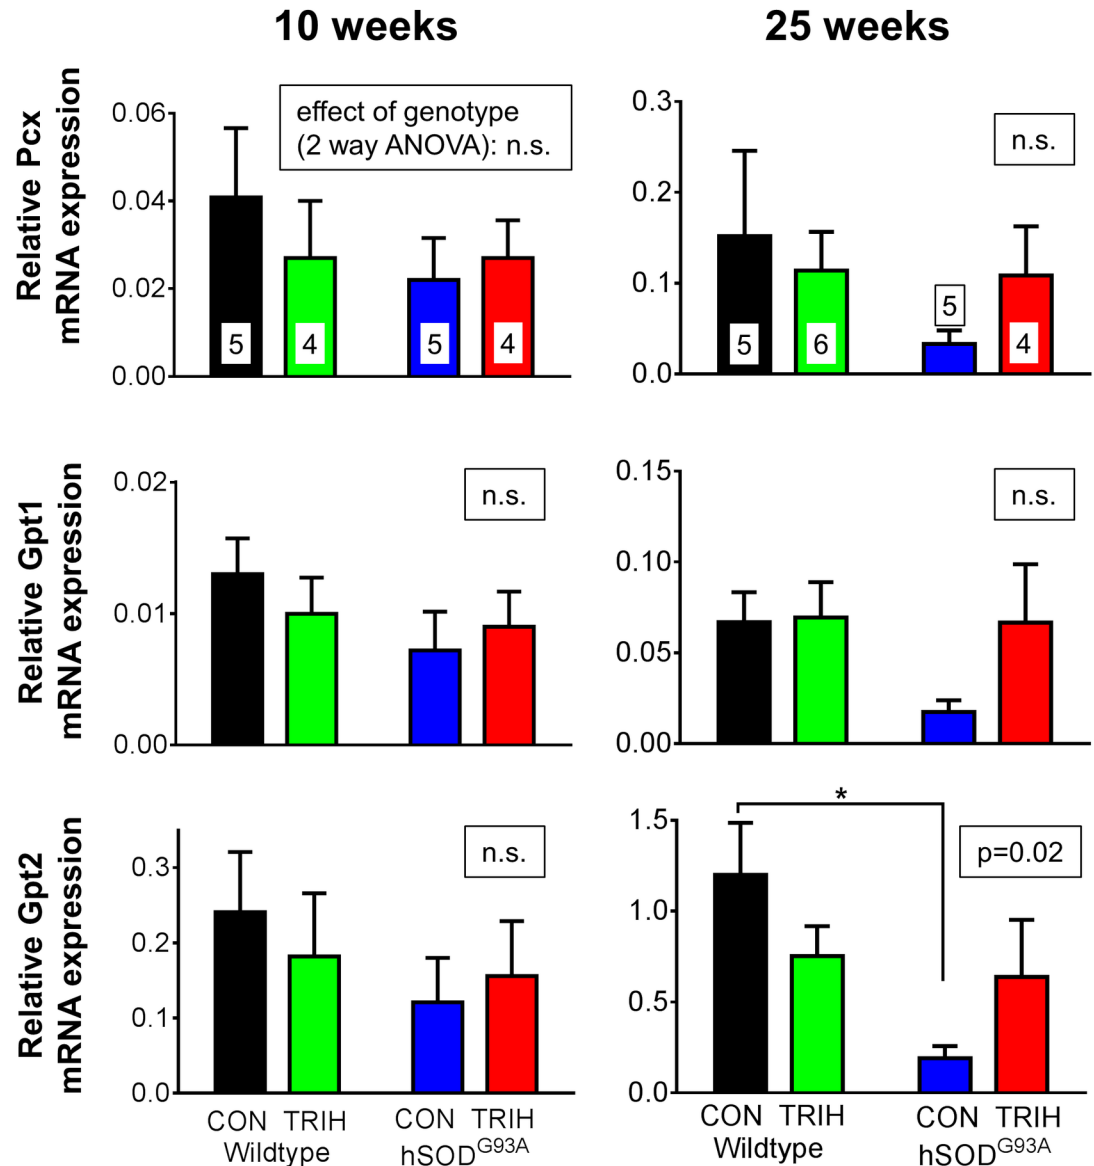 10 weeks
25 weeks
Relative Pcx
mRNA expression
0.06
0.04
0.02
0.00
effect of genotype
(2 way ANOVA): n.s.
5
4
5
4
0.3
0.2
0.1
0.0
n.s.
5
6
5
4
Relative Gpt1
mRNA expression
0.02
0.01
0.00
n.s.
0.15
0.10
0.05
0.00
n.s.
Relative Gpt2
mRNA expression
0.3
0.2
0.1
0.0
n.s.
CON TRIH CON TRIH
Wildtype hSOD^G93A
1.5
1.0
0.5
0.0
*
p=0.02
CON TRIH CON TRIH
Wildtype hSOD^G93A